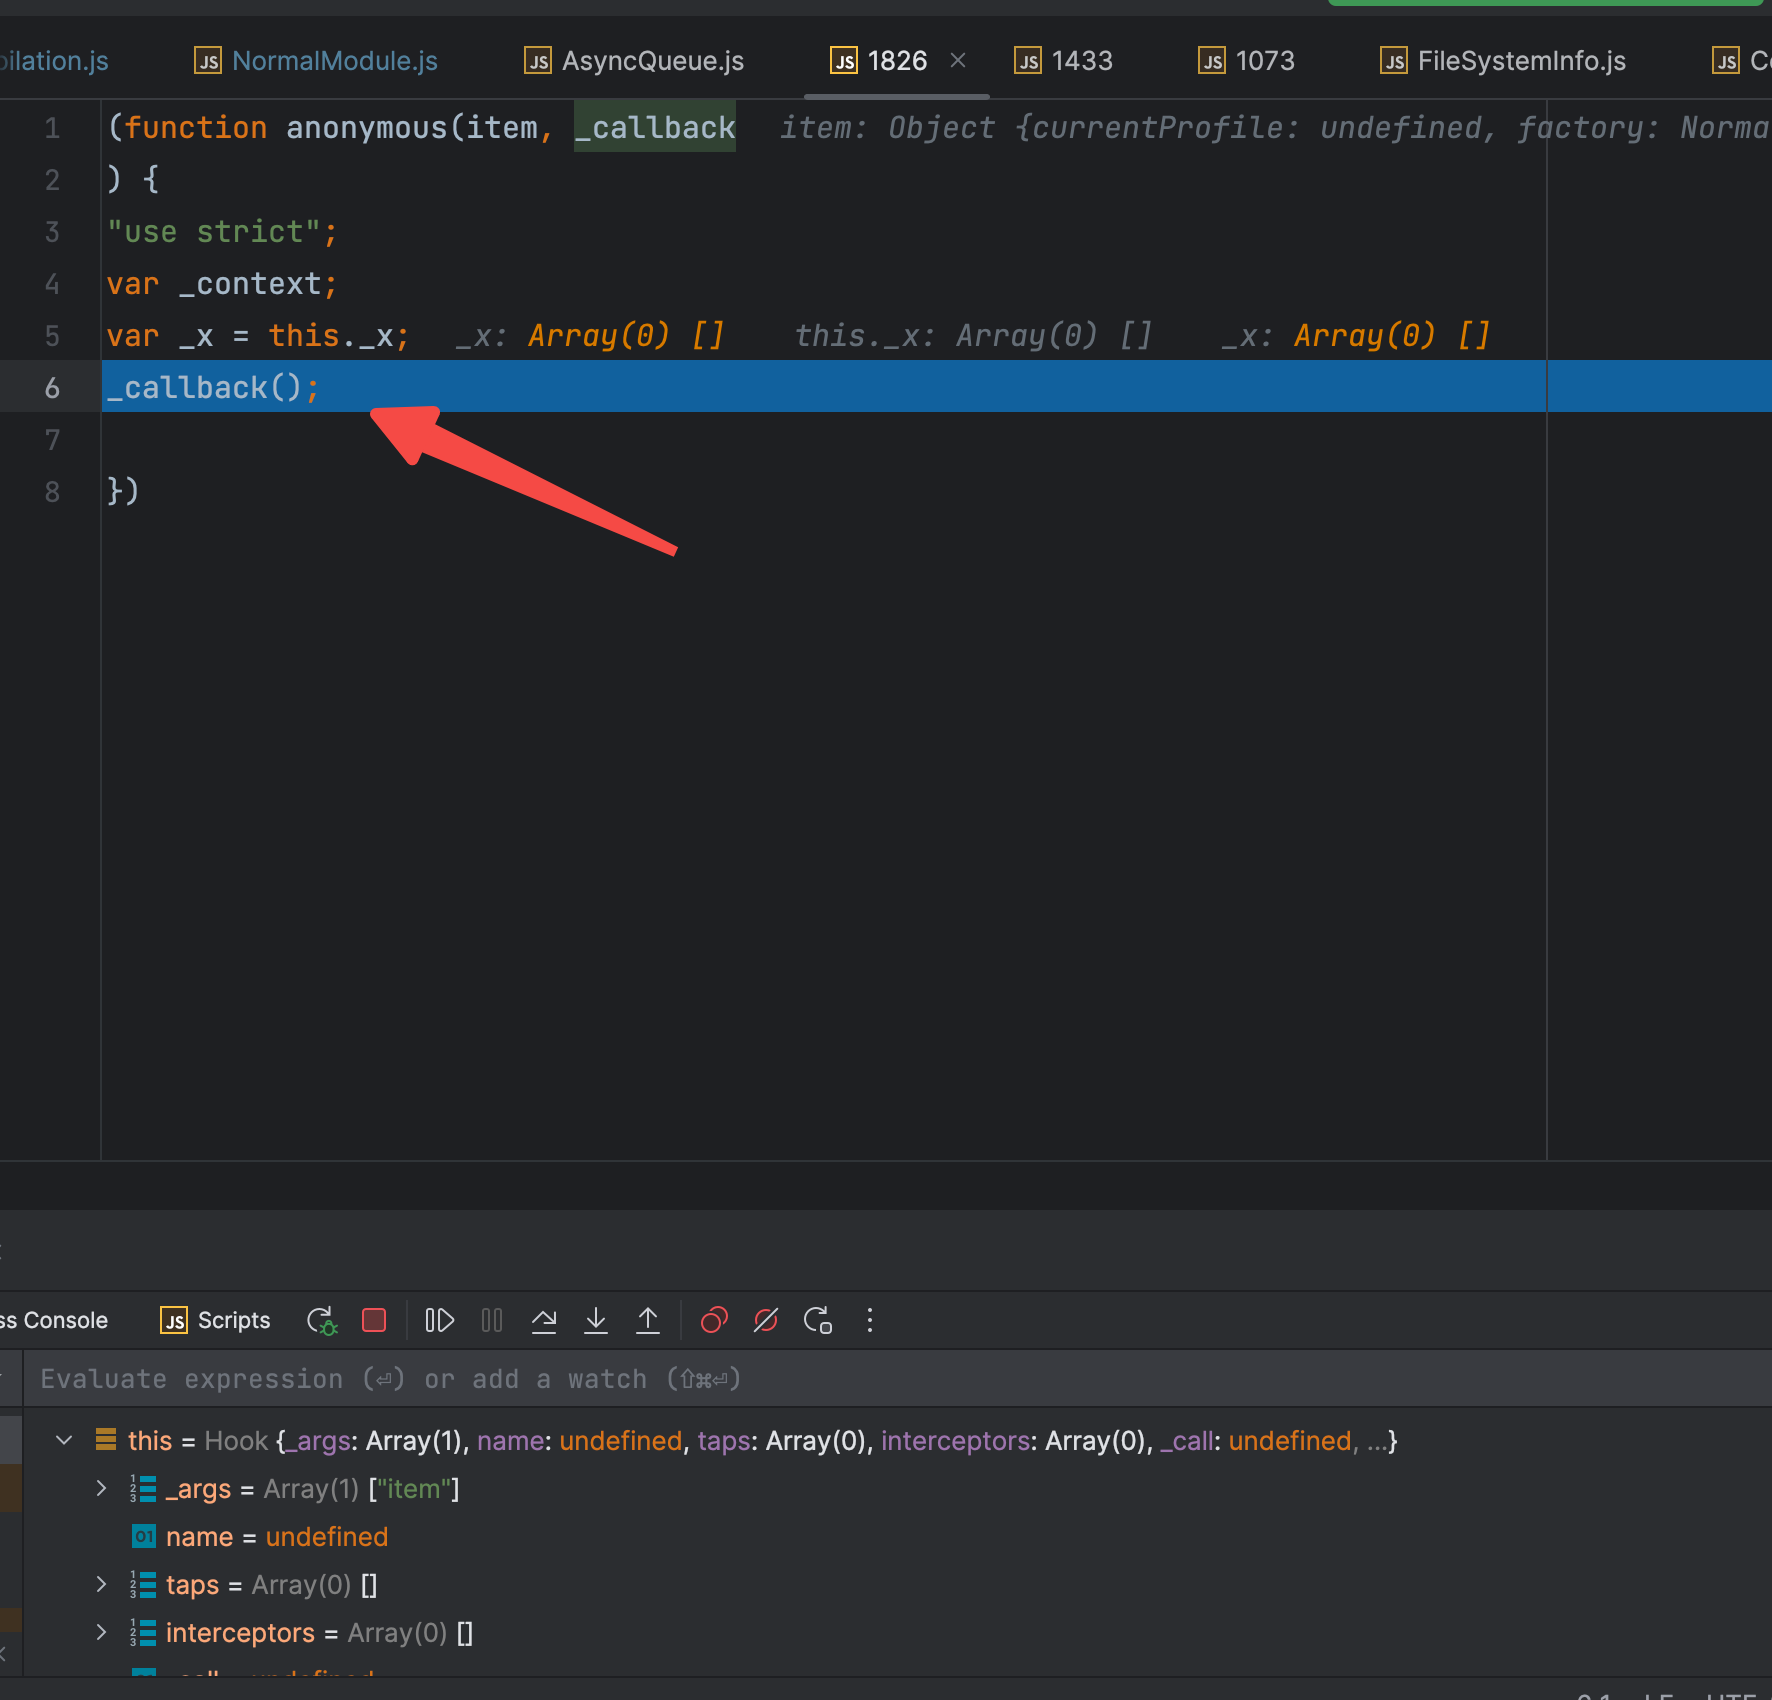 ilation.js JS NormalModule.js JS AsyncQueue.js JS 1826 JS 1433 JS 1073 JS FileSystemInfo.js JS
1 (function anonymous(item, _callback item: Object {currentProfile: undefined, factory: Norma
2 ) {
3 "use strict";
4 var _context;
5 var _x = this._x; _x: Array(0) [] this._x: Array(0) [] _x: Array(0) []
6 _callback();
7
8 })
ss Console JS Scripts
Evaluate expression (⏎) or add a watch (⇧⌘⏎)
this = Hook {_args: Array(1), name: undefined, taps: Array(0), interceptors: Array(0), _call: undefined, ...}
_args = Array(1) ["item"]
01 name = undefined
taps = Array(0) []
interceptors = Array(0) []